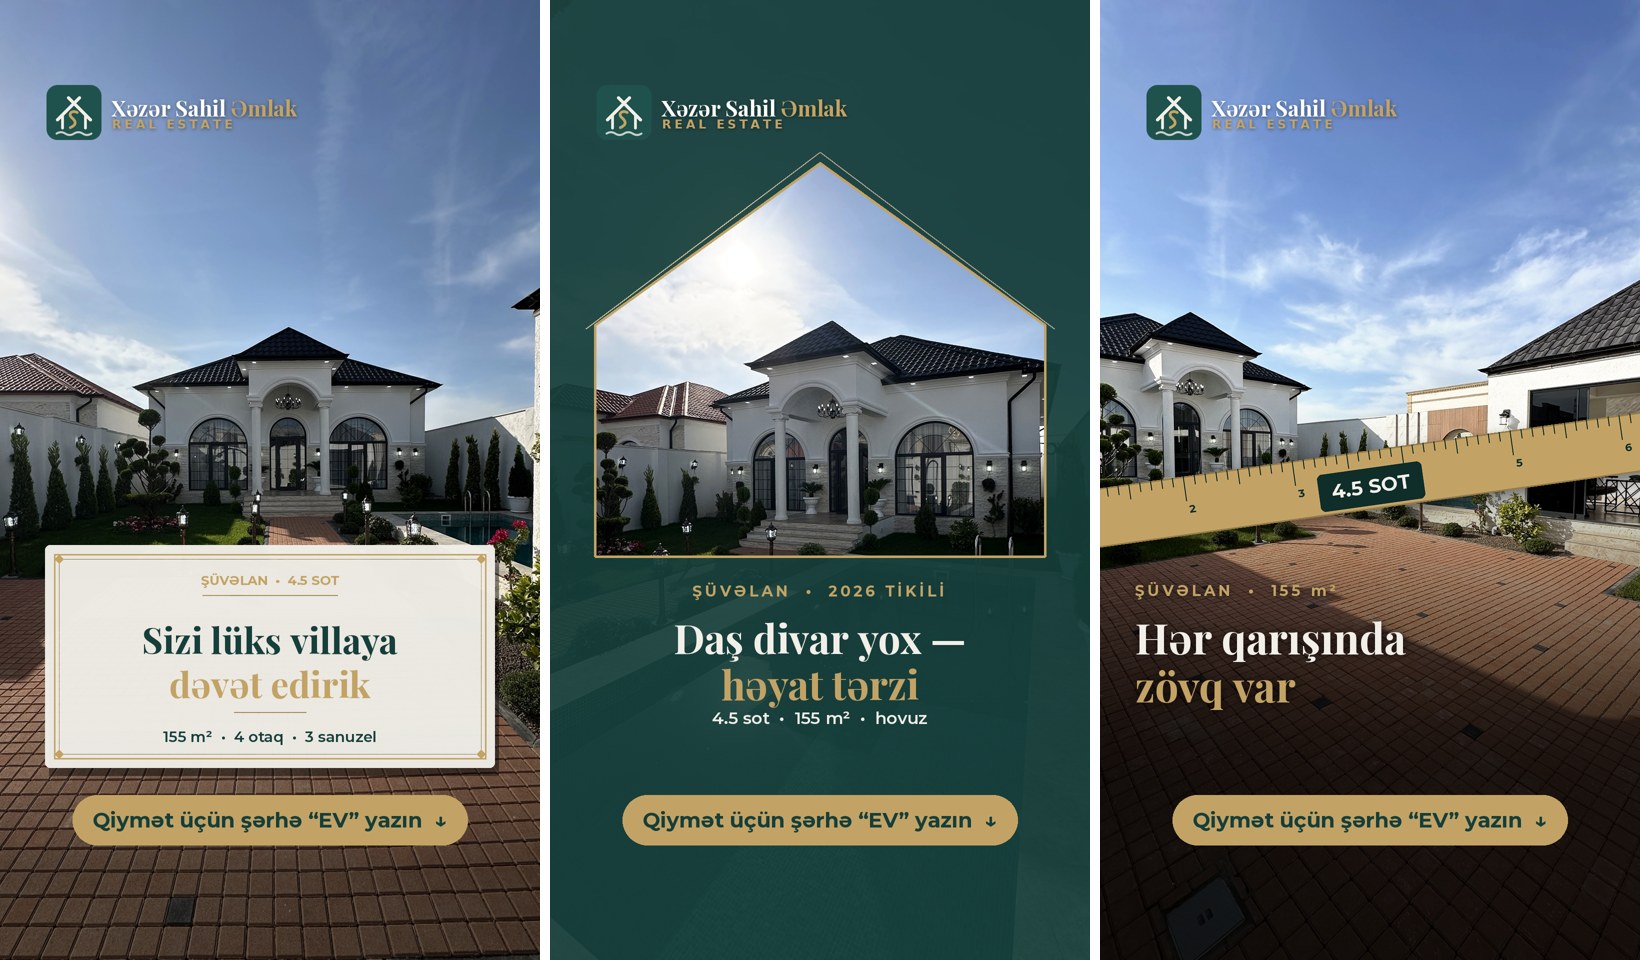 Xəzər Sahil Əmlak
REAL ESTATE
ŞÜVƏLAN • 4.5 SOT
Sizi lüks villaya
dəvət edirik
155 m² • 4 otaq • 3 sanuzel
Qiymət üçün şərhə “EV” yazın ↓
Xəzər Sahil Əmlak
REAL ESTATE
ŞÜVƏLAN • 2026 TİKİLİ
Daş divar yox —
həyat tərzi
4.5 sot • 155 m² • hovuz
Qiymət üçün şərhə “EV” yazın ↓
Xəzər Sahil Əmlak
REAL ESTATE
2 3 4.5 SOT 5 6
ŞÜVƏLAN • 155 m²
Hər qarışında
zövq var
Qiymət üçün şərhə “EV” yazın ↓